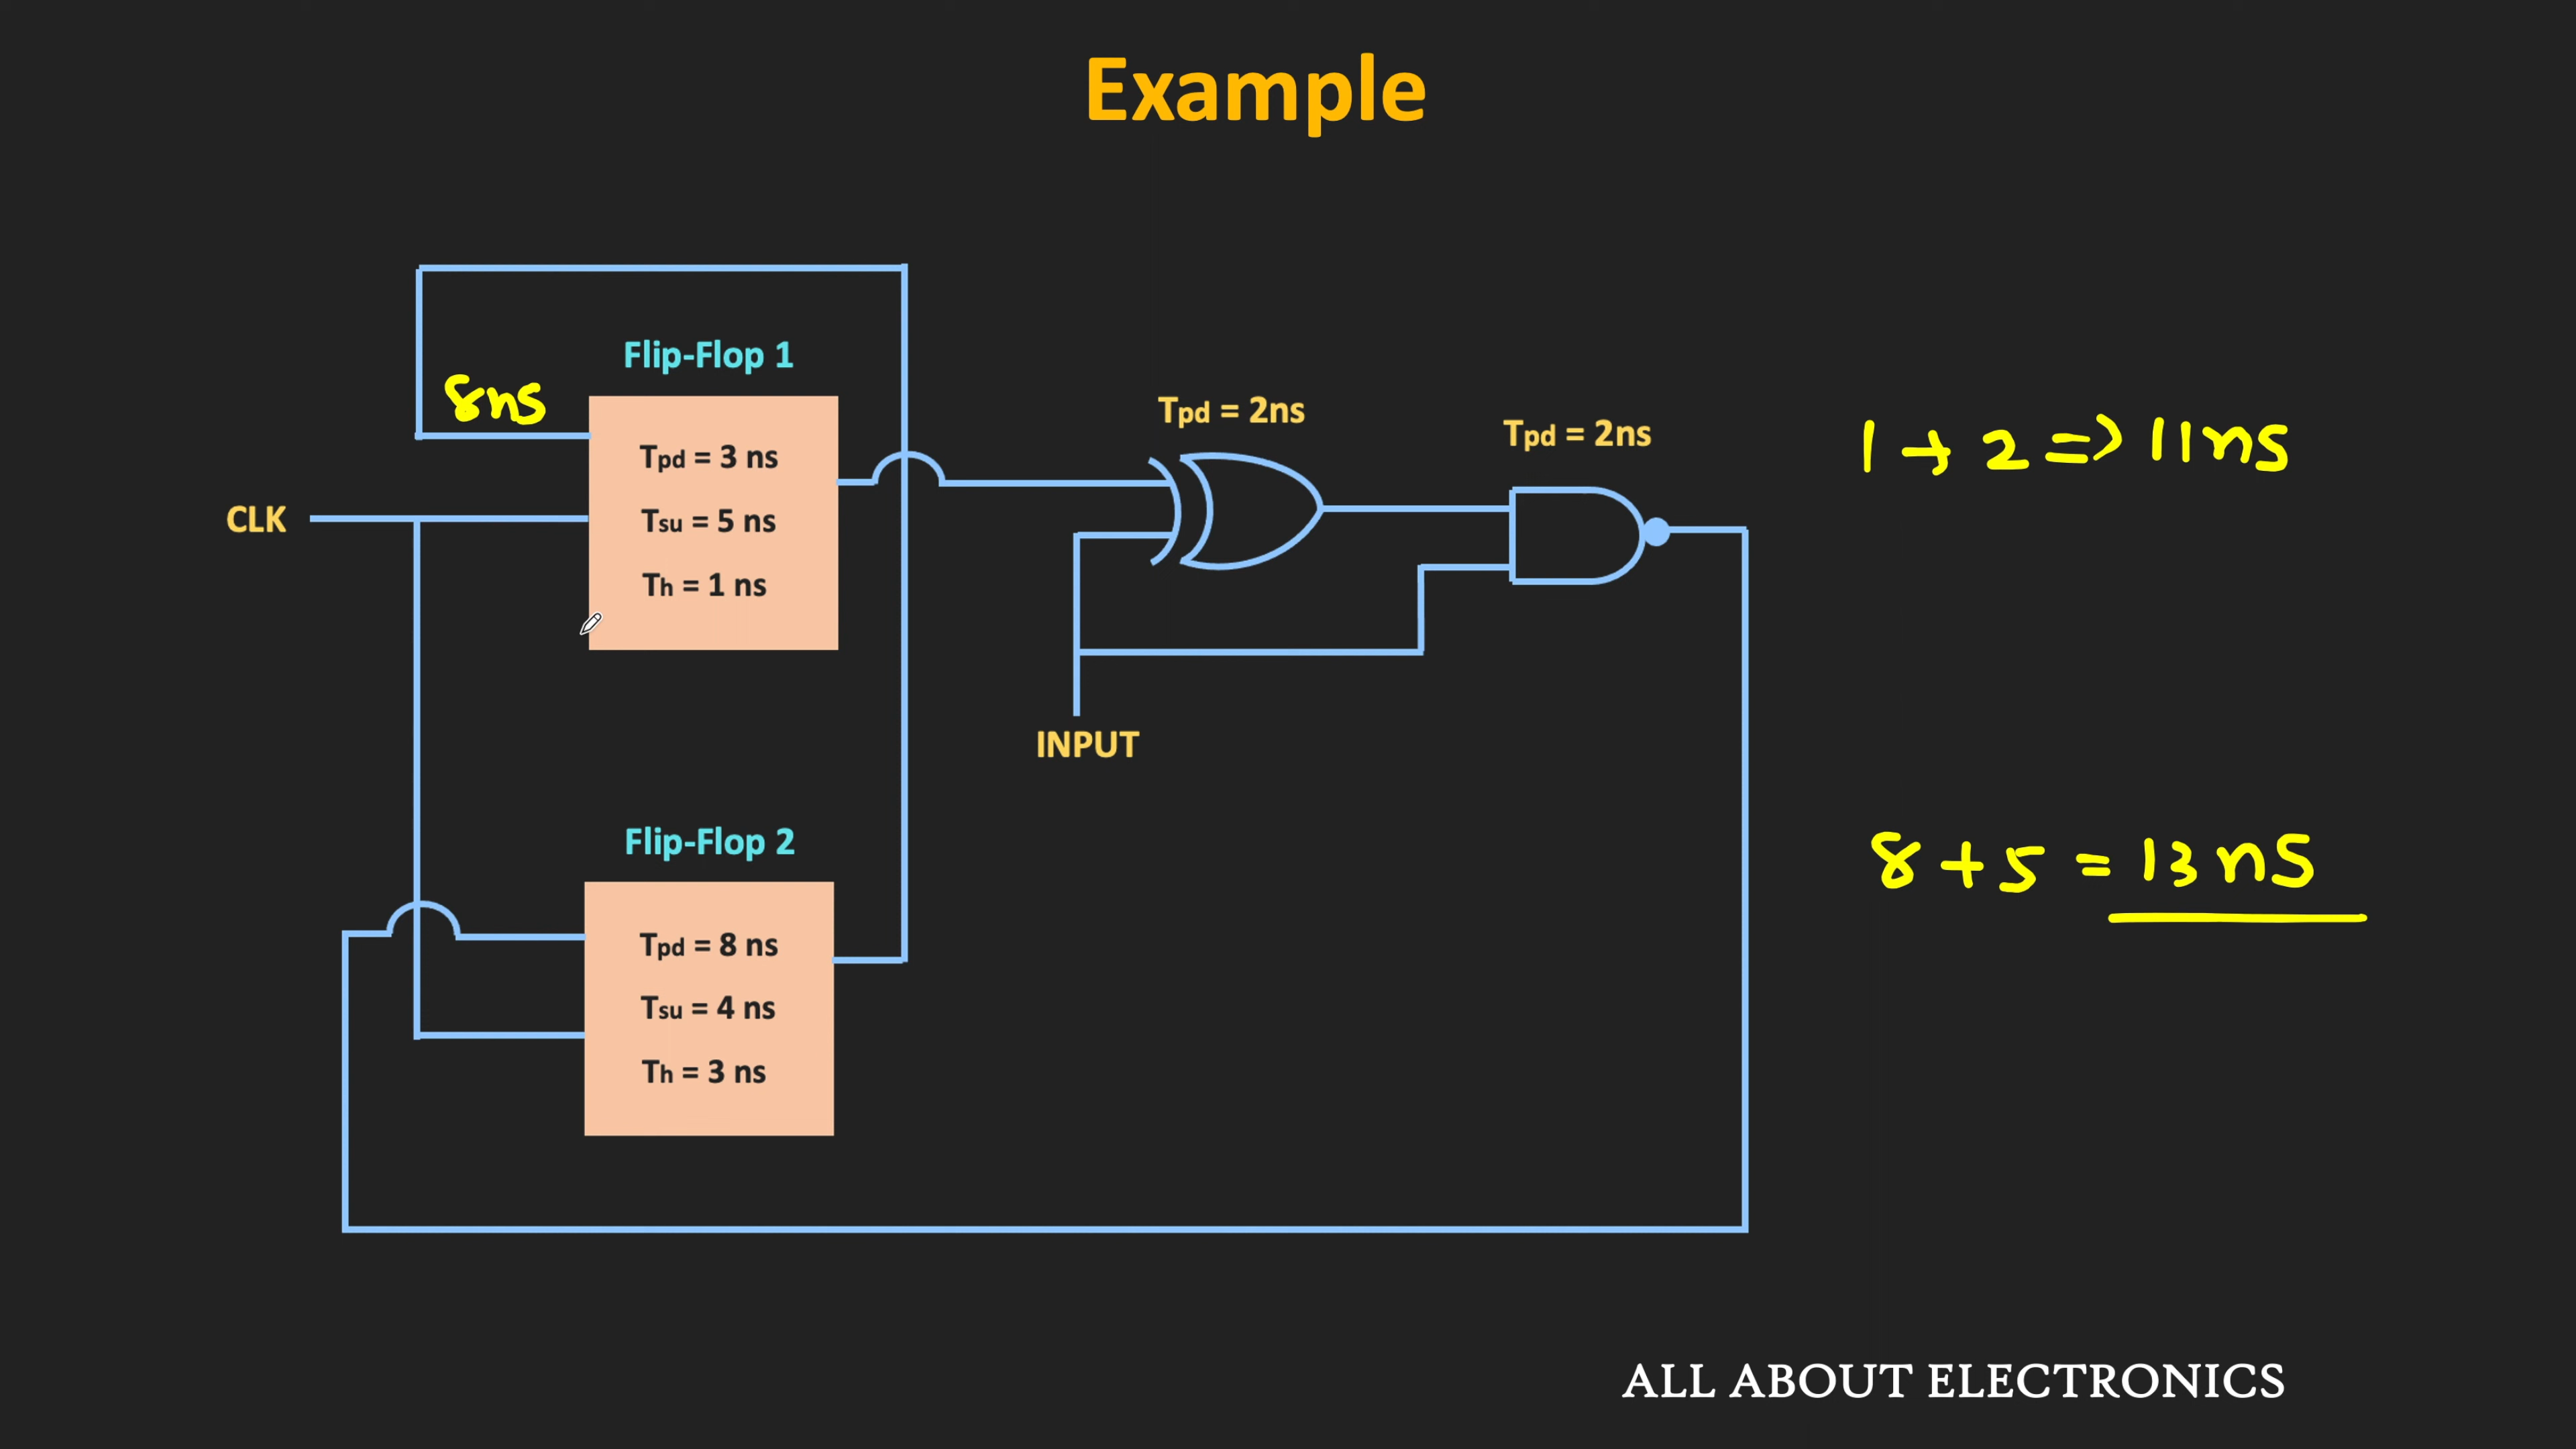 Example
Flip-Flop 1
8ns
Tpd = 3 ns
Tsu = 5 ns
Th = 1 ns
CLK
Tpd = 2ns
Tpd = 2ns
1 → 2 => 11ns
INPUT
Flip-Flop 2
Tpd = 8 ns
Tsu = 4 ns
Th = 3 ns
8 + 5 = 13ns
ALL ABOUT ELECTRONICS